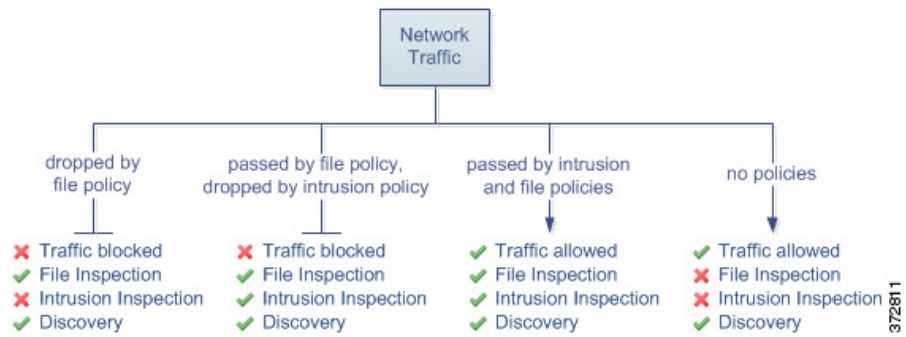 Network
Traffic
dropped by
file policy
passed by file policy,
dropped by intrusion policy
passed by intrusion
and file policies
no policies
Traffic blocked
File Inspection
Intrusion Inspection
Discovery
Traffic blocked
File Inspection
Intrusion Inspection
Discovery
Traffic allowed
File Inspection
Intrusion Inspection
Discovery
Traffic allowed
File Inspection
Intrusion Inspection
Discovery
372811